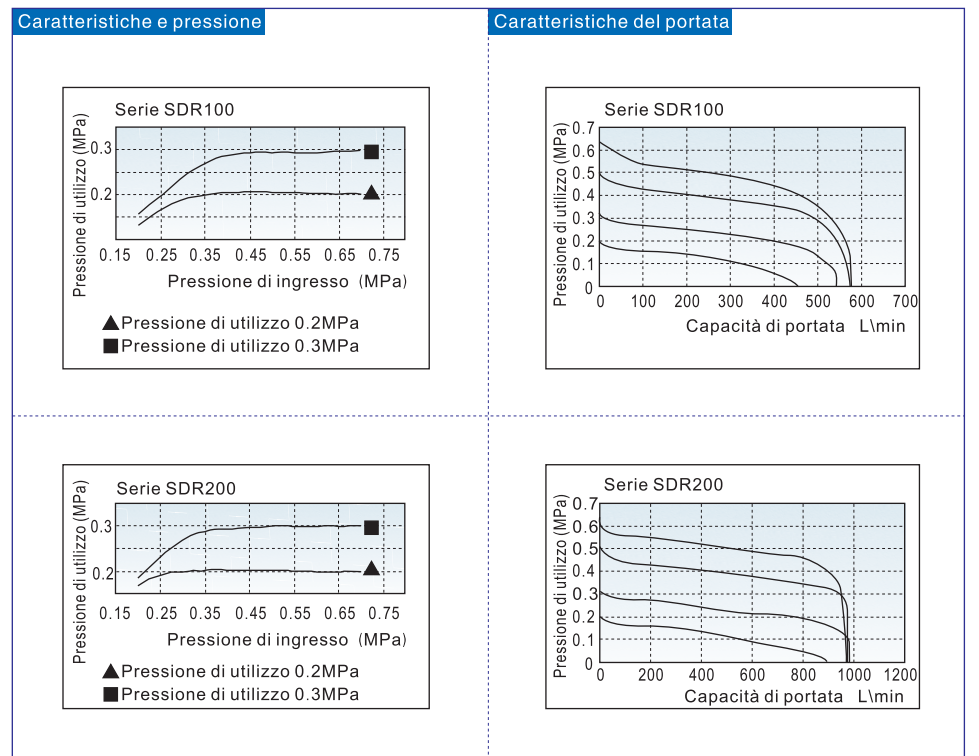 Caratteristiche e pressione
Caratteristiche del portata
Serie SDR100
Pressione di utilizzo (MPa)
0.3
0.2
0.15 0.25 0.35 0.45 0.55 0.65 0.75
Pressione di ingresso (MPa)
▲Pressione di utilizzo 0.2MPa
■Pressione di utilizzo 0.3MPa
Serie SDR100
Pressione di utilizzo (MPa)
0.7
0.6
0.5
0.4
0.3
0.2
0.1
0
0 100 200 300 400 500 600 700
Capacità di portata L\min
Serie SDR200
Pressione di utilizzo (MPa)
0.3
0.2
0.15 0.25 0.35 0.45 0.55 0.65 0.75
Pressione di ingresso (MPa)
▲Pressione di utilizzo 0.2MPa
■Pressione di utilizzo 0.3MPa
Serie SDR200
Pressione di utilizzo (MPa)
0.7
0.6
0.5
0.4
0.3
0.2
0.1
0
0 200 400 600 800 1000 1200
Capacità di portata L\min